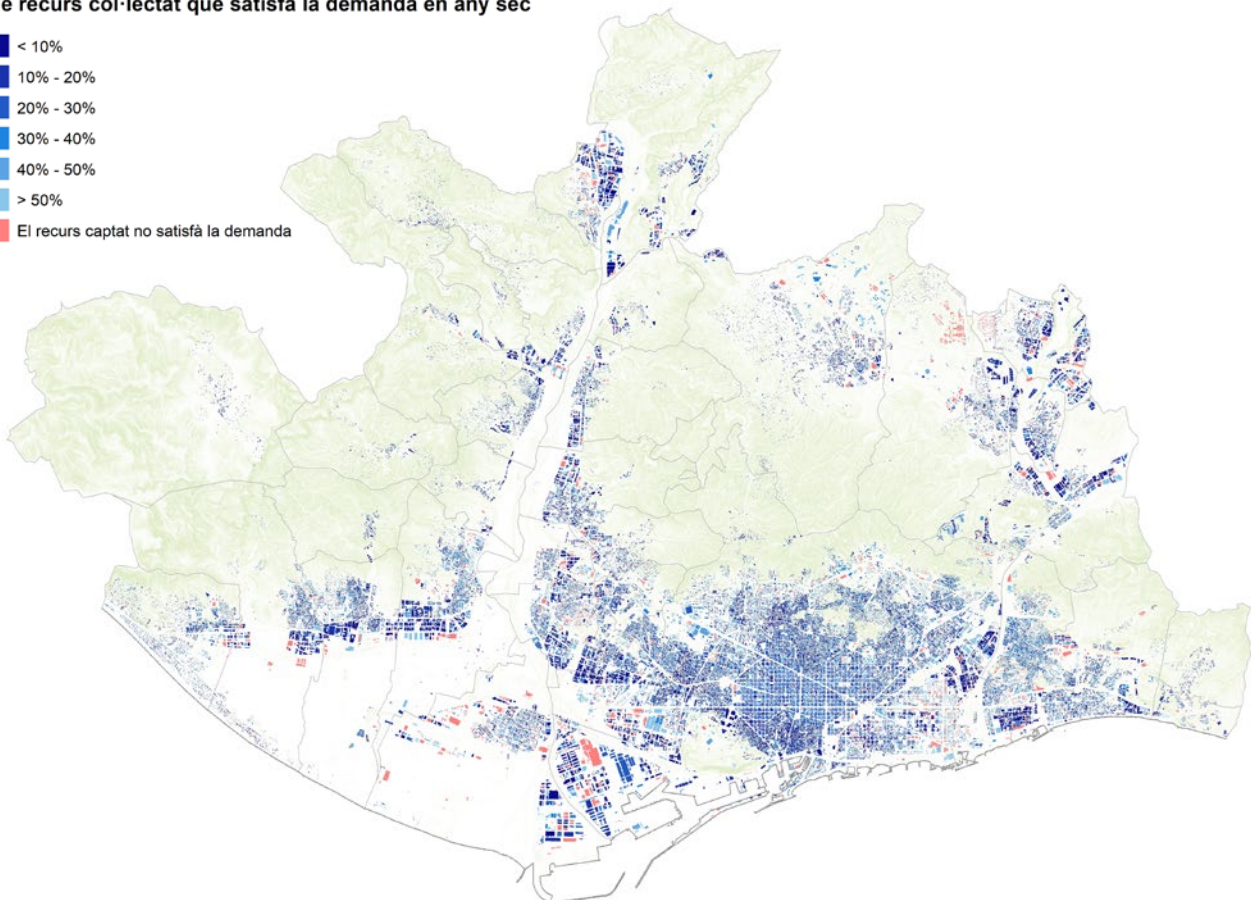 e recurs col·lectat que satisfà la demanda en any sec
< 10%
10% - 20%
20% - 30%
30% - 40%
40% - 50%
> 50%
El recurs captat no satisfà la demanda